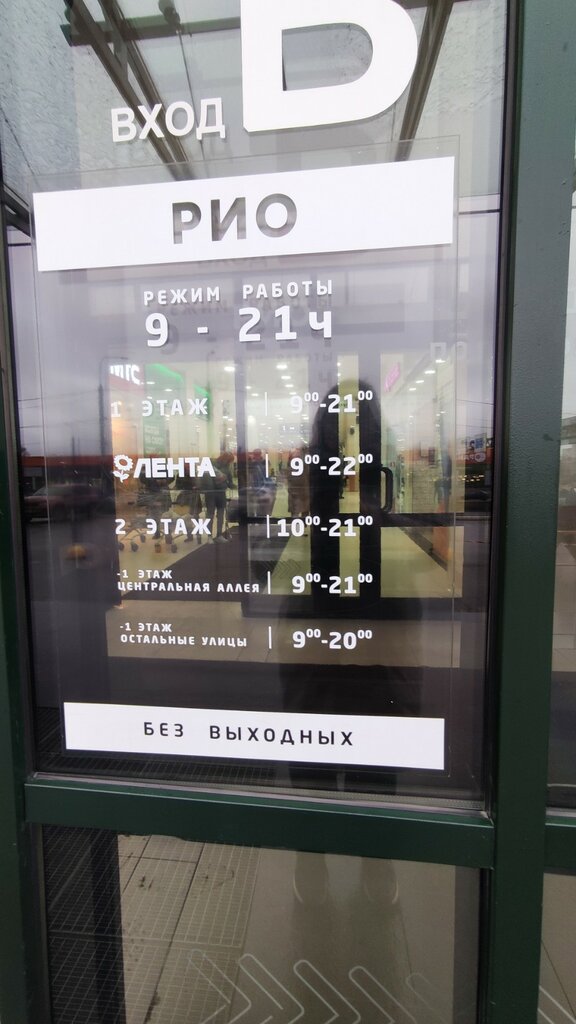 ВХОД
РИО
РЕЖИМ РАБОТЫ
9 - 21ч
МТС
1 ЭТАЖ | 9⁰⁰-21⁰⁰
ЛЕНТА | 9⁰⁰-22⁰⁰
2 ЭТАЖ | 10⁰⁰-21⁰⁰
-1 ЭТАЖ
ЦЕНТРАЛЬНАЯ АЛЛЕЯ | 9⁰⁰-21⁰⁰
-1 ЭТАЖ
ОСТАЛЬНЫЕ УЛИЦЫ | 9⁰⁰-20⁰⁰
БЕЗ ВЫХОДНЫХ